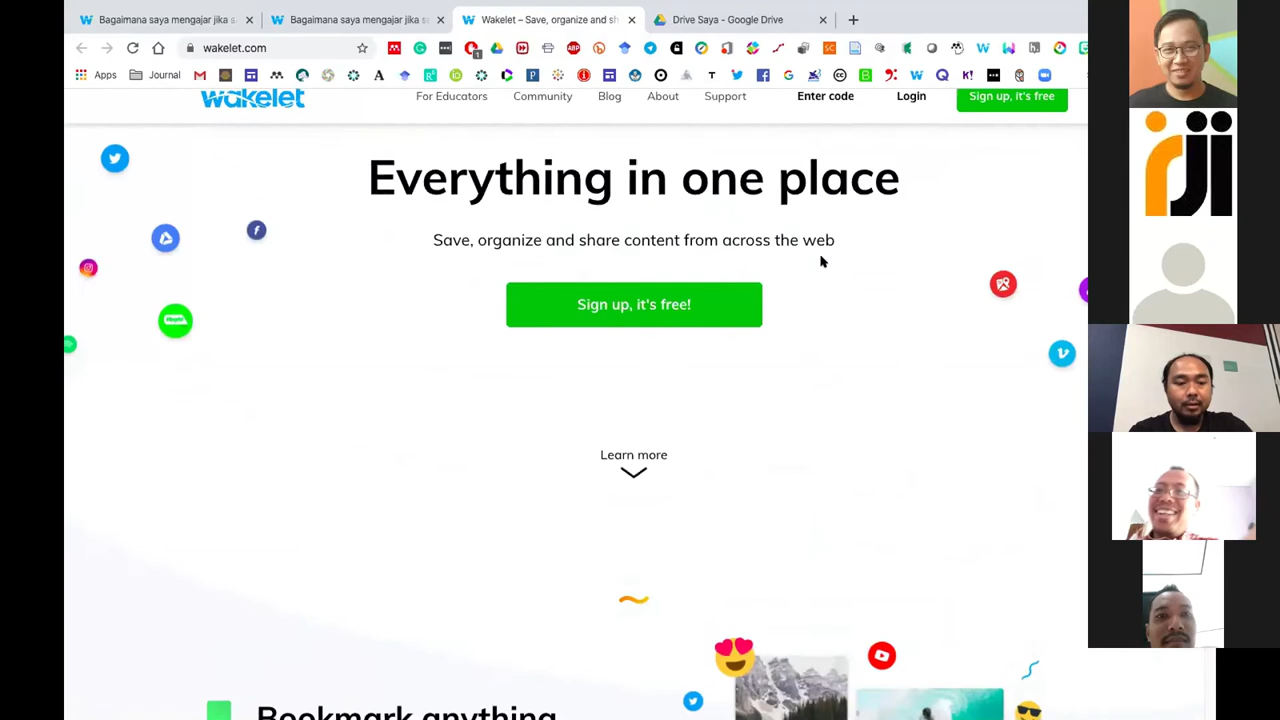 Bagaimana saya mengajar jika s
Bagaimana saya mengajar jika se
Wakelet – Save, organize and sh
Drive Saya - Google Drive
wakelet.com
Apps
Journal
wakelet
For Educators
Community
Blog
About
Support
Enter code
Login
Sign up, it's free
Everything in one place
Save, organize and share content from across the web
Sign up, it's free!
Learn more
Bookmark anything
rji